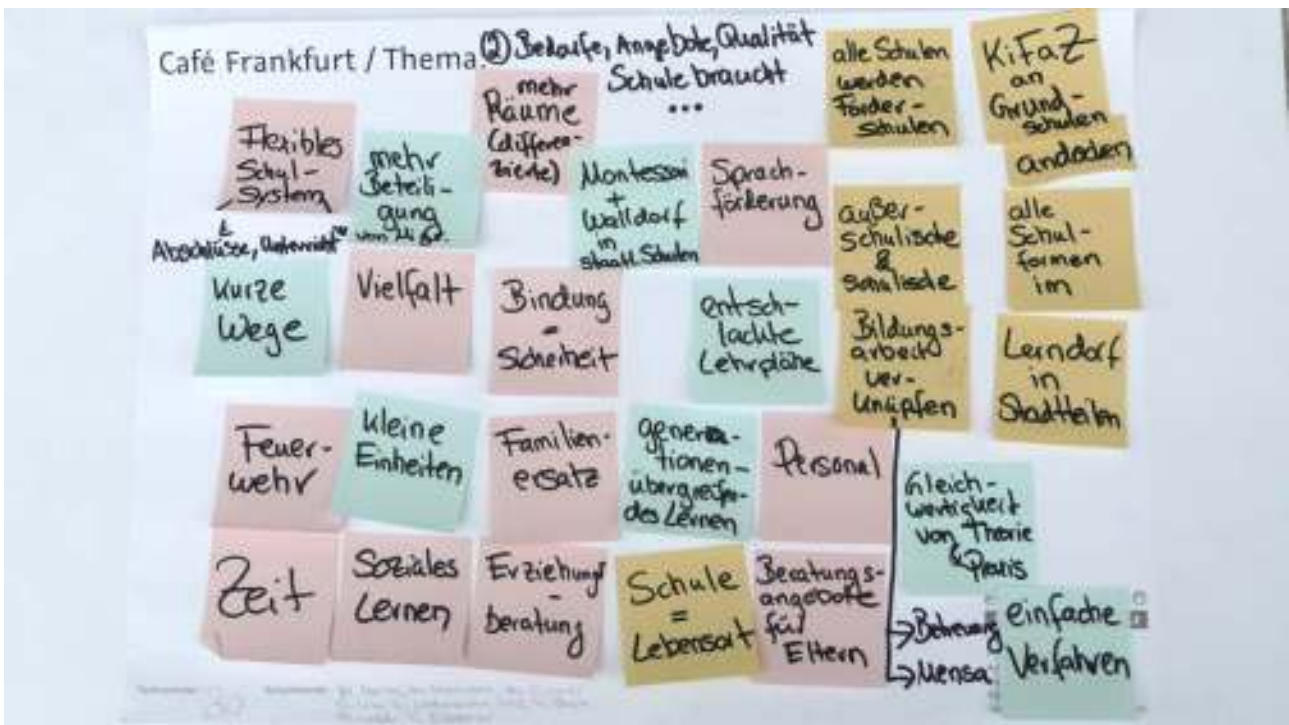 Café Frankfurt / Thema:
② Bedarfe, Angebote, Qualität
Schule braucht
...
mehr
Räume
(differen-
zierte)
alle Schulen
werden
Förder-
schulen
KiFaZ
an
Grund-
schulen
andocken
Flexibles
Schul-
System
Abschlüsse, Unterricht
mehr
Beteili-
gung
Montessori
+
Walldorf
in
staatl. Schulen
Sprach-
förderung
außer-
schulische
&
schulische
Bildungs-
arbeit
ver-
knüpfen
alle
Schul-
formen
im
Lerndorf
in
Stadtteilen
kurze
Wege
Vielfalt
Bindung
=
Sicherheit
entsch-
lackte
Lehrpläne
Feuer-
wehr
kleine
Einheiten
Familien-
ersatz
generationen-
übergreifen-
des Lernen
Personal
Gleich-
wertigkeit
von Theorie
Praxis
Zeit
Soziales
Lernen
Erziehungs
-
beratung
Schule
=
Lebensort
Beratungs-
angebote
für
Eltern
→Betreuung
→Mensa
einfache
Verfahren